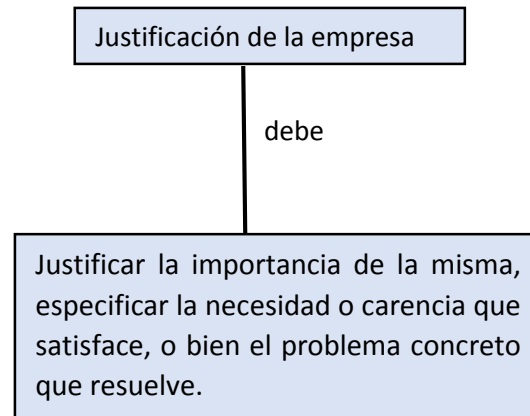 Justificación de la empresa
debe
Justificar la importancia de la misma,
especificar la necesidad o carencia que
satisface, o bien el problema concreto
que resuelve.